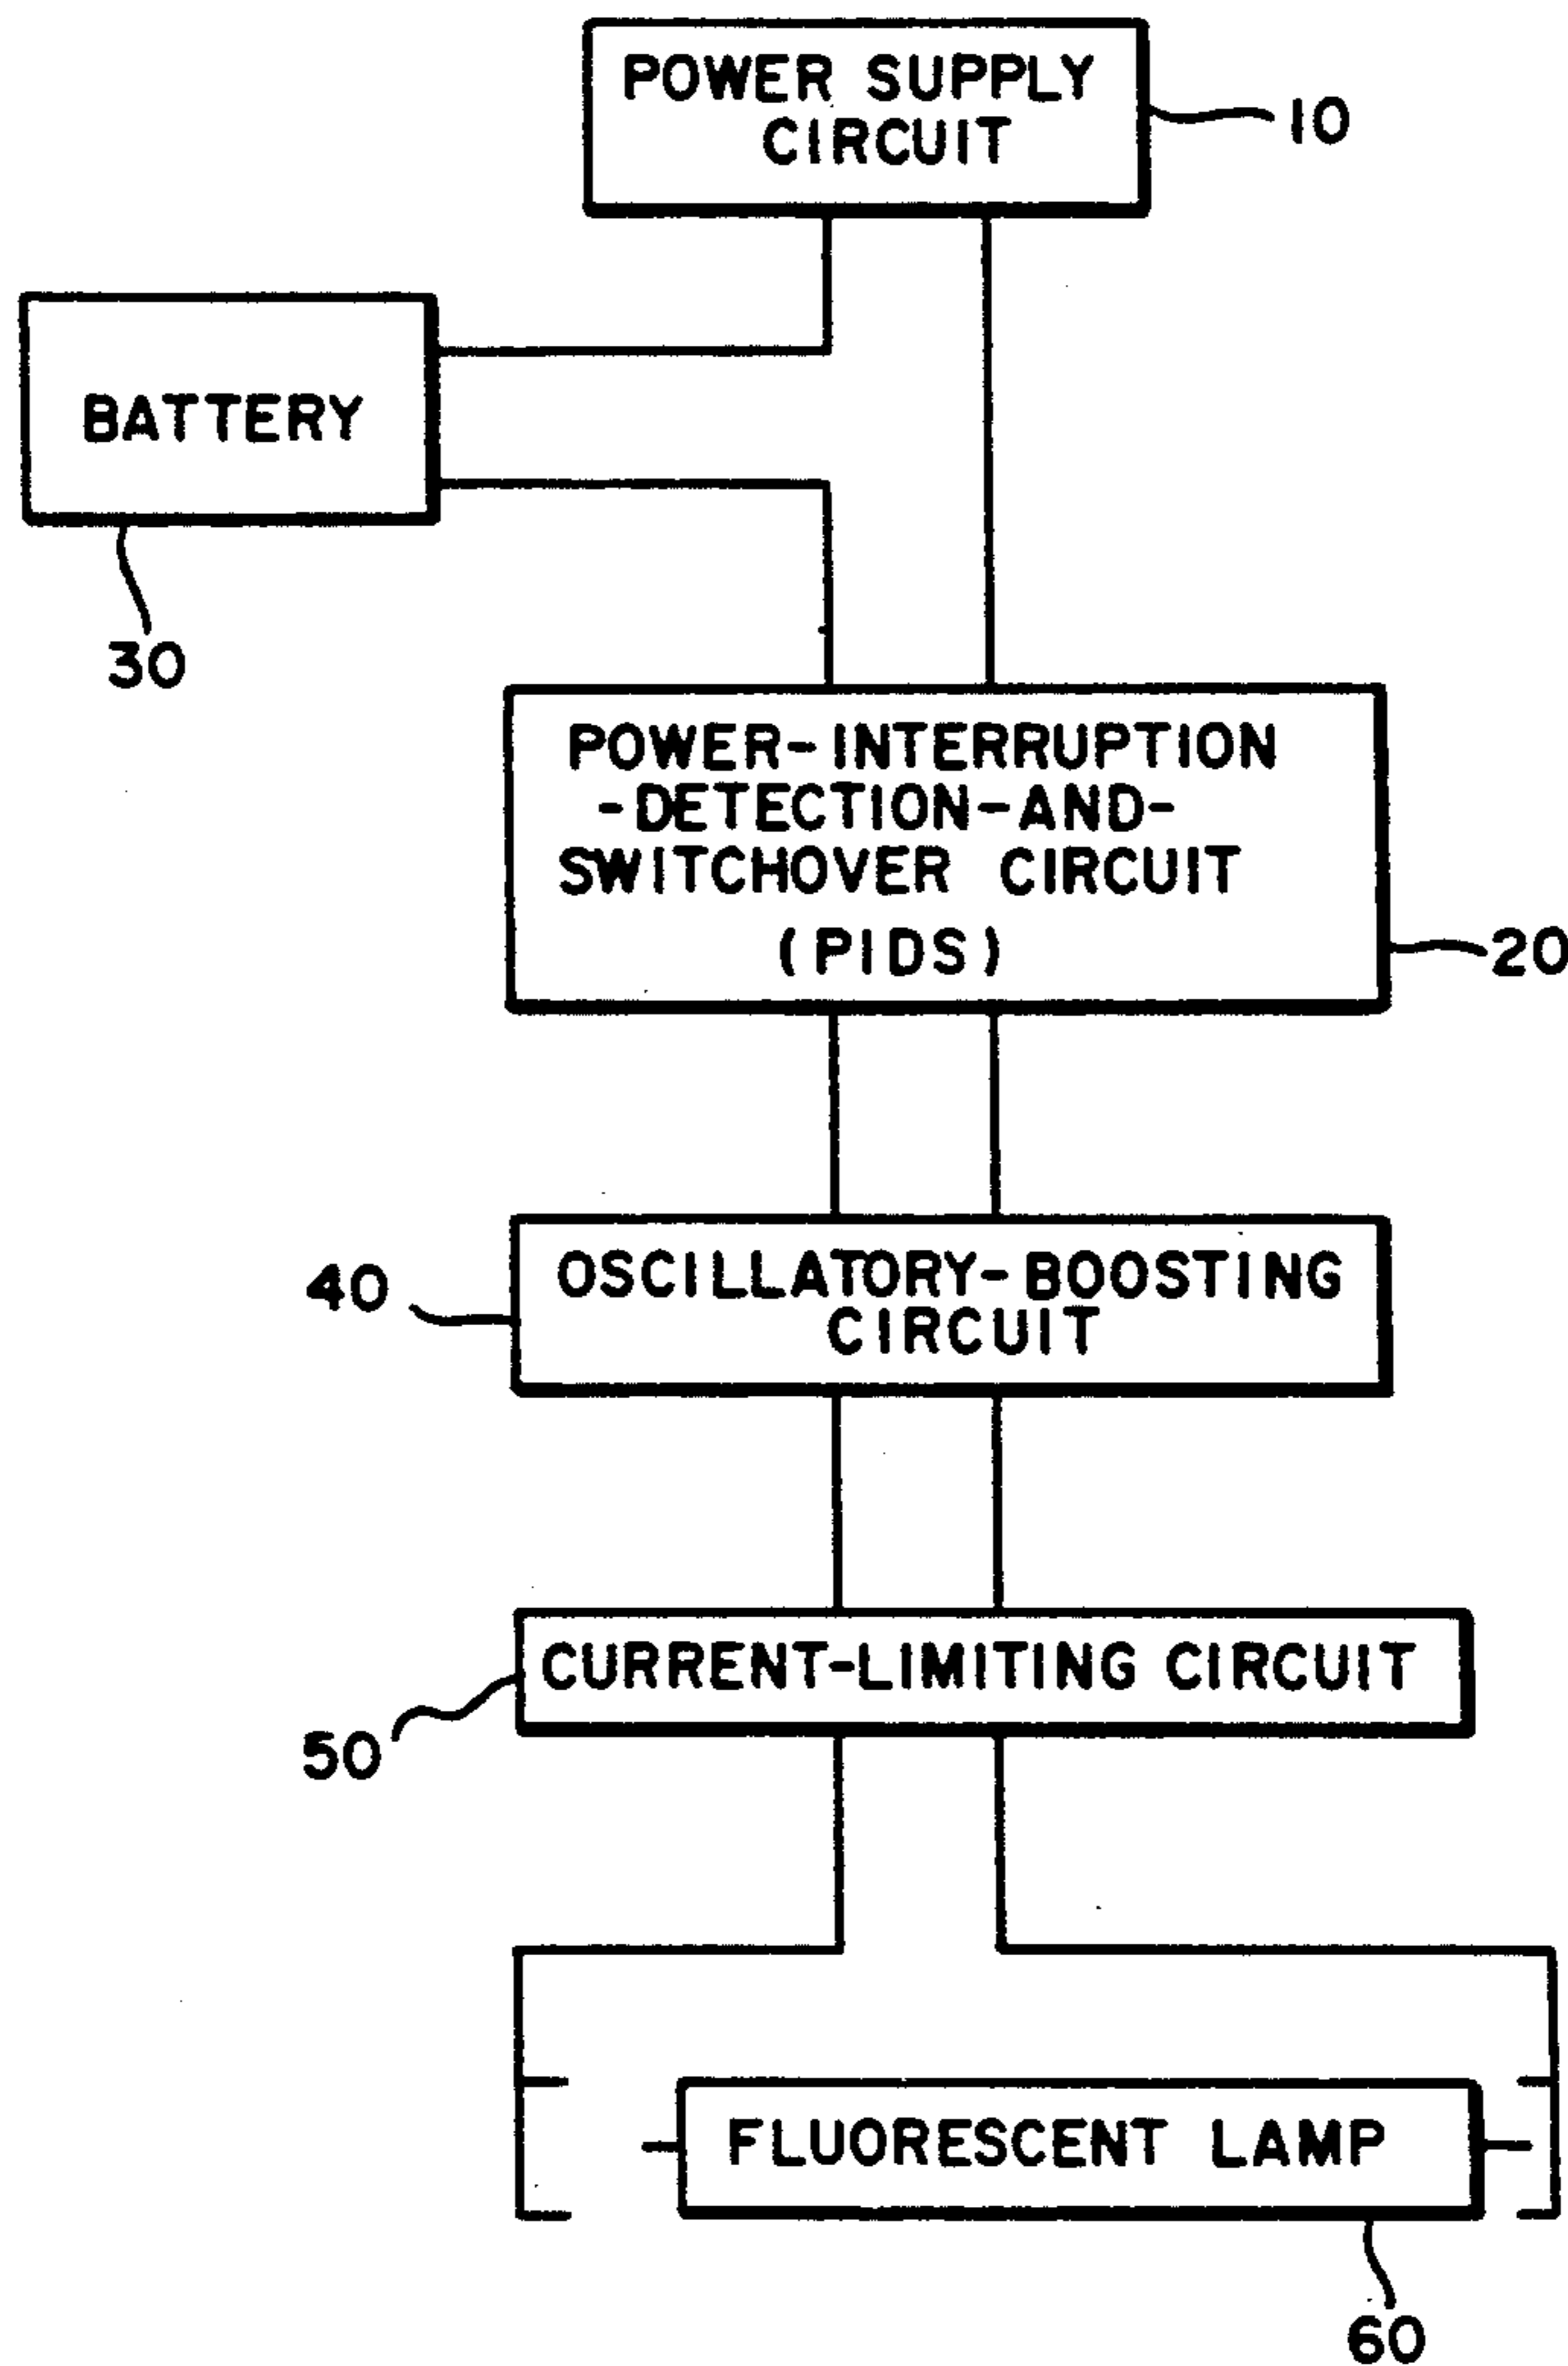 POWER SUPPLY
CIRCUIT
10
BATTERY
30
POWER-INTERRUPTION
-DETECTION-AND-
SWITCHOVER CIRCUIT
(PIDS)
20
40
OSCILLATORY-BOOSTING
CIRCUIT
CURRENT-LIMITING CIRCUIT
50
FLUORESCENT LAMP
60